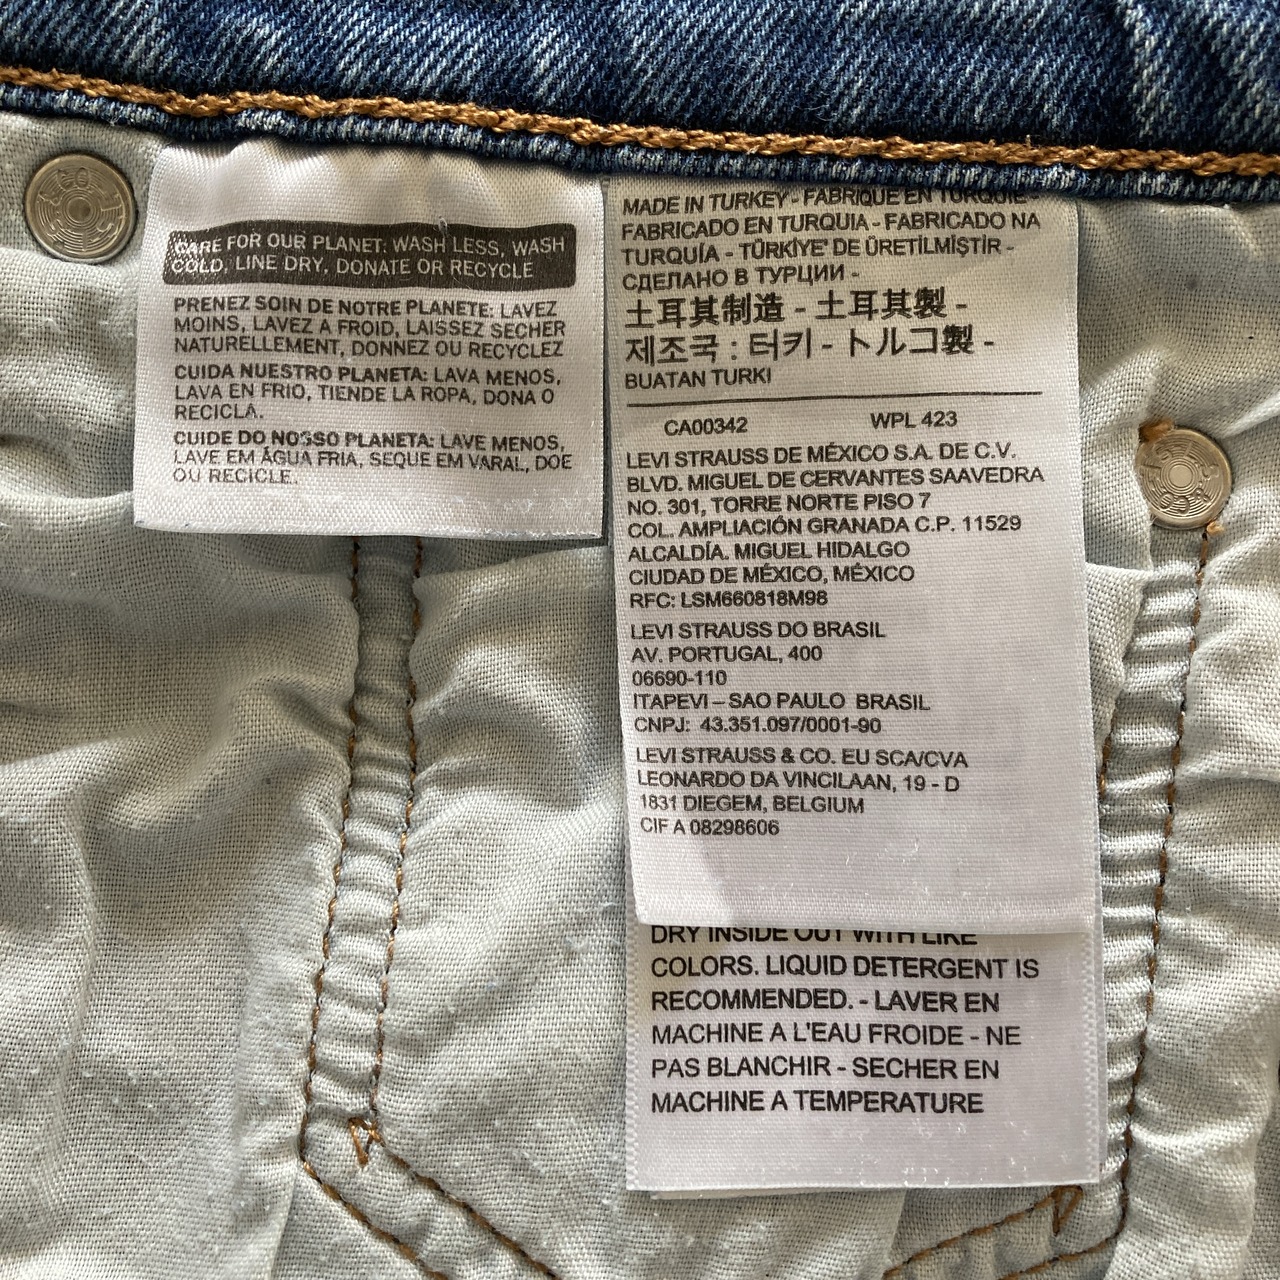 CARE FOR OUR PLANET: WASH LESS, WASH
COLD, LINE DRY, DONATE OR RECYCLE
PRENEZ SOIN DE NOTRE PLANETE: LAVEZ
MOINS, LAVEZ A FROID, LAISSEZ SECHER
NATURELLEMENT, DONNEZ OU RECYCLEZ
CUIDA NUESTRO PLANETA: LAVA MENOS,
LAVA EN FRIO, TIENDE LA ROPA, DONA O
RECICLA.
CUIDE DO NOSSO PLANETA: LAVE MENOS,
LAVE EM ÁGUA FRIA, SEQUE EM VARAL, DOE
OU RECICLE.
MADE IN TURKEY - FABRIQUE EN TURQUIE -
FABRICADO EN TURQUIA - FABRICADO NA
TURQUÍA - TÜRKİYE' DE ÜRETİLMİŞTİR -
СДЕЛАНО В ТУРЦИИ -
土耳其制造 - 土耳其製 -
제조국 : 터키 - トルコ製 -
BUATAN TURKI
CA00342 WPL 423
LEVI STRAUSS DE MÉXICO S.A. DE C.V.
BLVD. MIGUEL DE CERVANTES SAAVEDRA
NO. 301, TORRE NORTE PISO 7
COL. AMPLIACIÓN GRANADA C.P. 11529
ALCALDÍA. MIGUEL HIDALGO
CIUDAD DE MÉXICO, MÉXICO
RFC: LSM660818M98
LEVI STRAUSS DO BRASIL
AV. PORTUGAL, 400
06690-110
ITAPEVI – SAO PAULO BRASIL
CNPJ: 43.351.097/0001-90
LEVI STRAUSS & CO. EU SCA/CVA
LEONARDO DA VINCILAAN, 19 - D
1831 DIEGEM, BELGIUM
CIF A 08298606
DRY INSIDE OUT WITH LIKE
COLORS. LIQUID DETERGENT IS
RECOMMENDED. - LAVER EN
MACHINE A L'EAU FROIDE - NE
PAS BLANCHIR - SECHER EN
MACHINE A TEMPERATURE